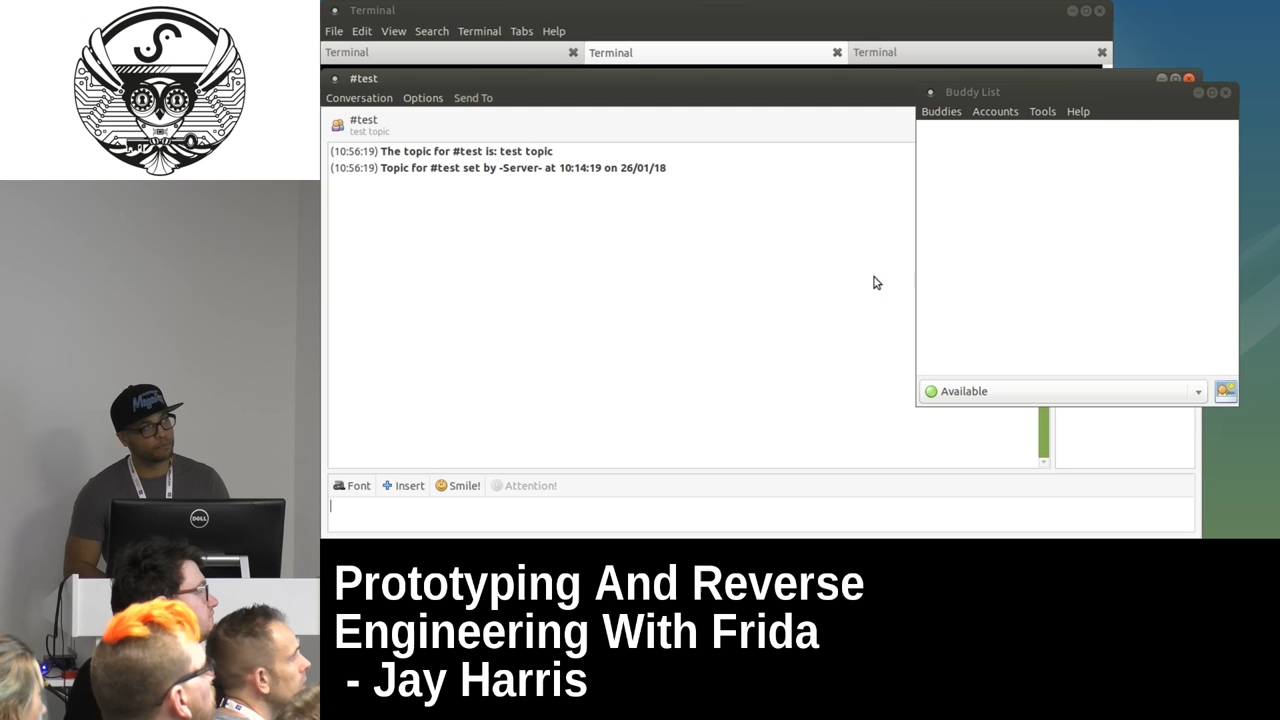 Terminal
File Edit View Search Terminal Tabs Help
Terminal Terminal Terminal
#test
Conversation Options Send To
#test
test topic
(10:56:19) The topic for #test is: test topic
(10:56:19) Topic for #test set by -Server- at 10:14:19 on 26/01/18
Buddy List
Buddies Accounts Tools Help
Available
Font Insert Smile! Attention!
DELL
Prototyping And Reverse
Engineering With Frida
- Jay Harris